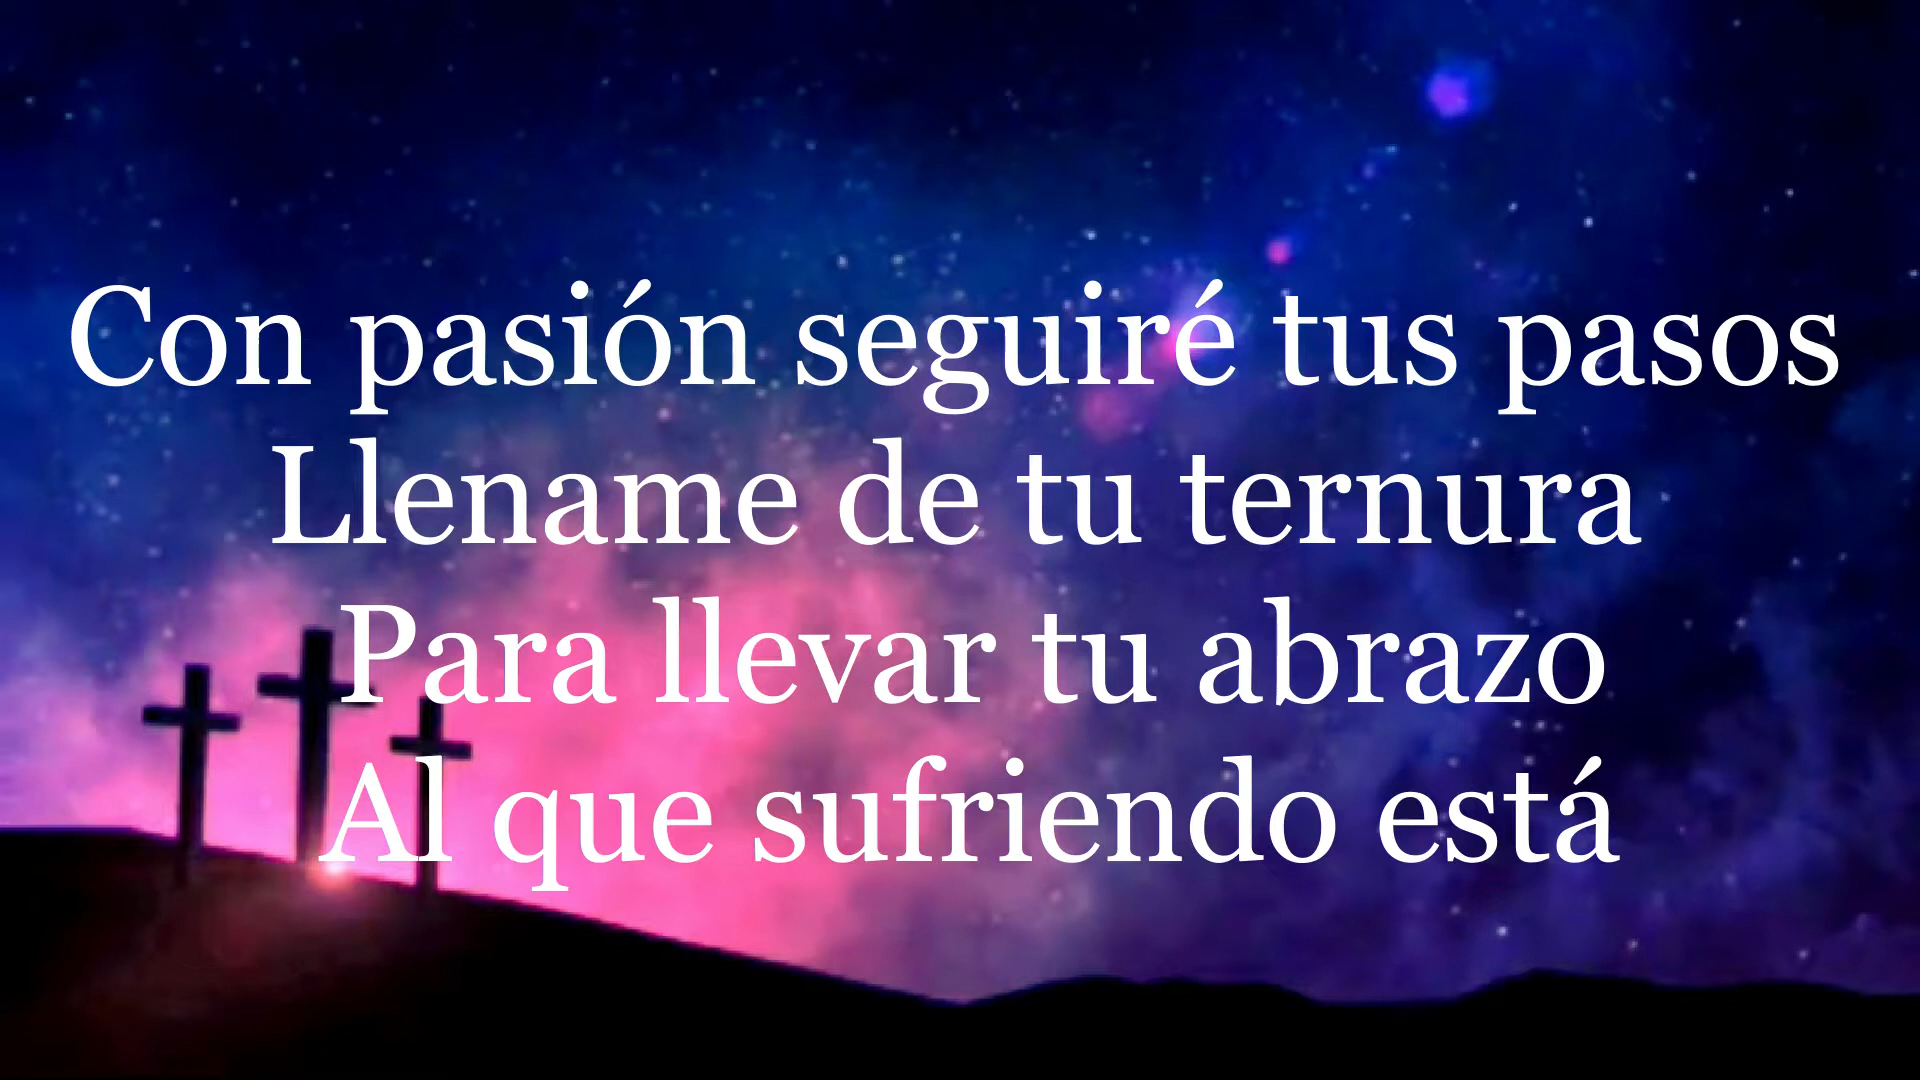 Con pasión seguiré tus pasos
Llename de tu ternura
Para llevar tu abrazo
Al que sufriendo está